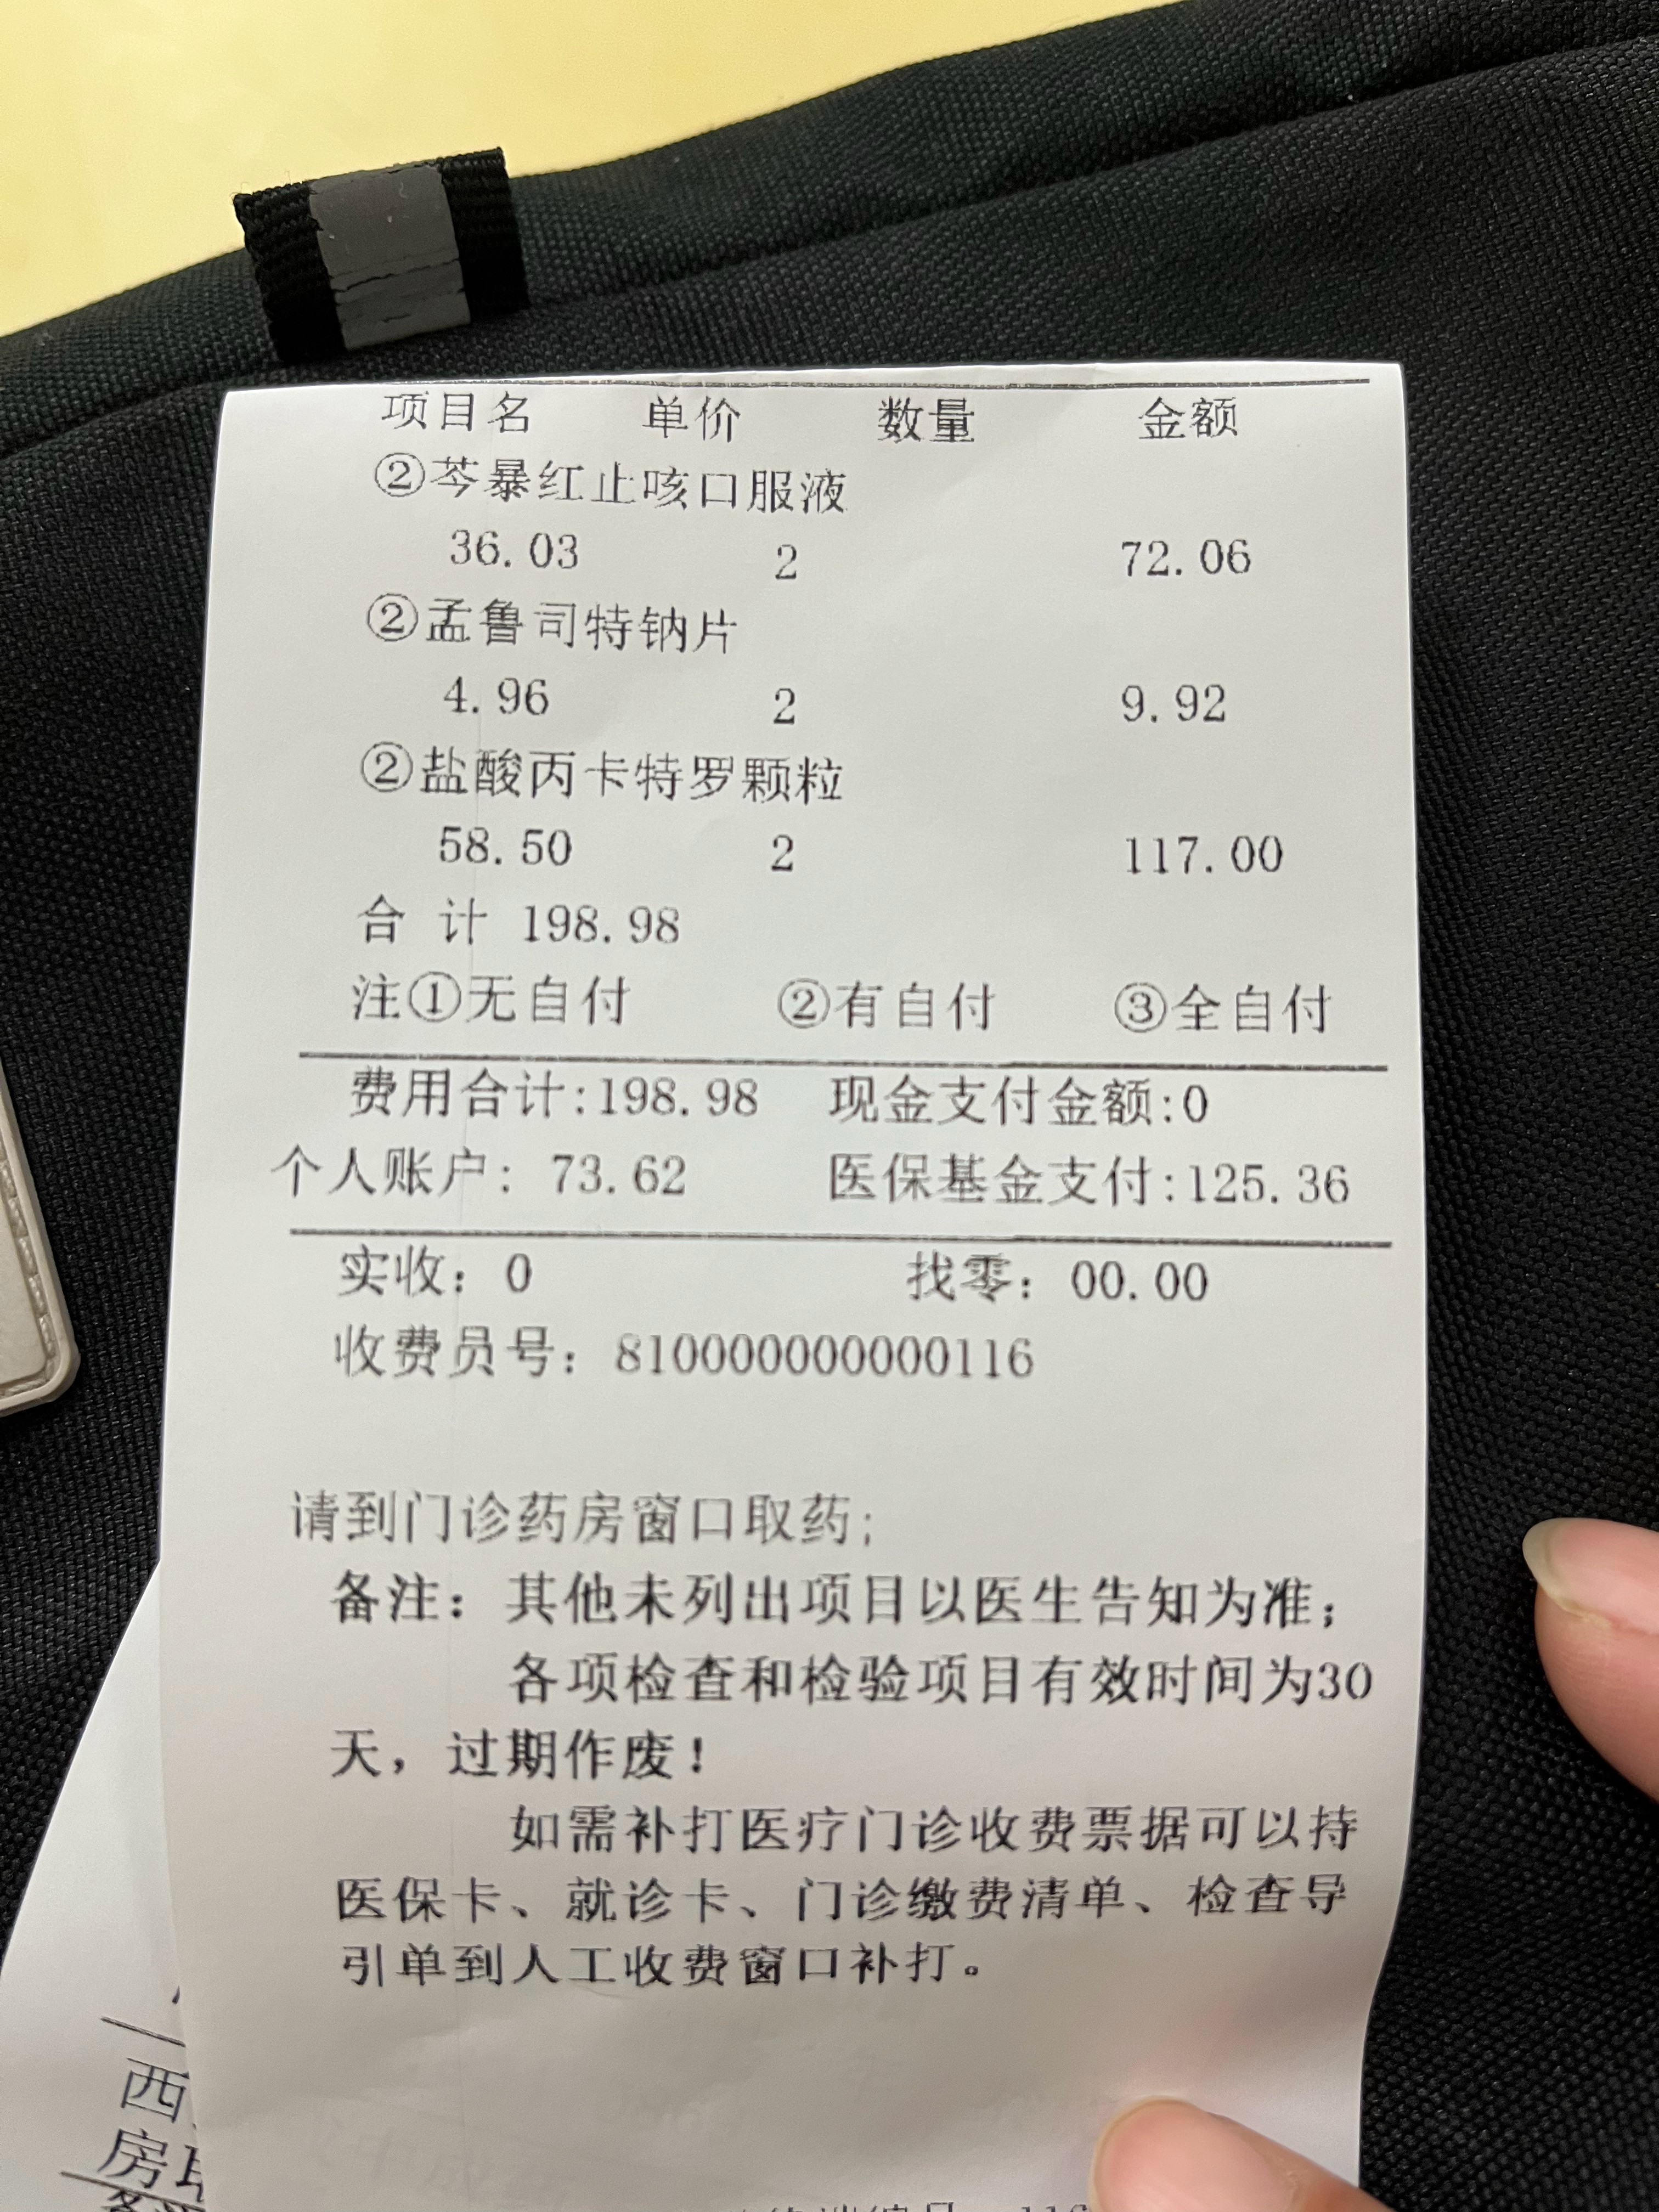 项目名 单价 数量 金额
②芩暴红止咳口服液
36.03 2 72.06
②孟鲁司特钠片
4.96 2 9.92
②盐酸丙卡特罗颗粒
58.50 2 117.00
合 计 198.98
注①无自付 ②有自付 ③全自付
费用合计:198.98 现金支付金额:0
个人账户: 73.62 医保基金支付:125.36
实收: 0 找零: 00.00
收费员号: 8100000000000116
请到门诊药房窗口取药;
备注: 其他未列出项目以医生告知为准;
各项检查和检验项目有效时间为30
天, 过期作废!
如需补打医疗门诊收费票据可以持
医保卡、就诊卡、门诊缴费清单、检查导
引单到人工收费窗口补打。
西
房